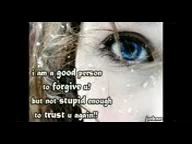 i am a good person
to forgive u!
but not stupid enough
to trust u again!!